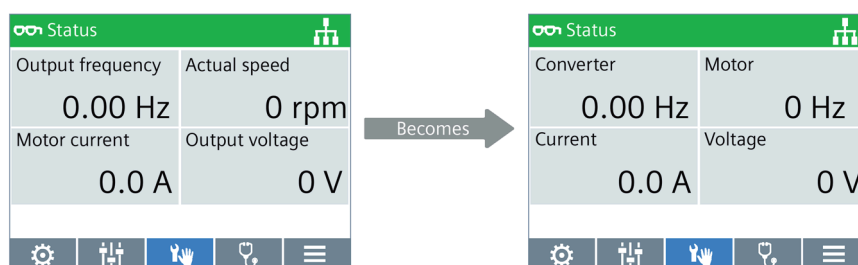 Status
Output frequency
Actual speed
0.00 Hz
0 rpm
Motor current
Output voltage
0.0 A
0 V
Becomes
Status
Converter
Motor
0.00 Hz
0 Hz
Current
Voltage
0.0 A
0 V